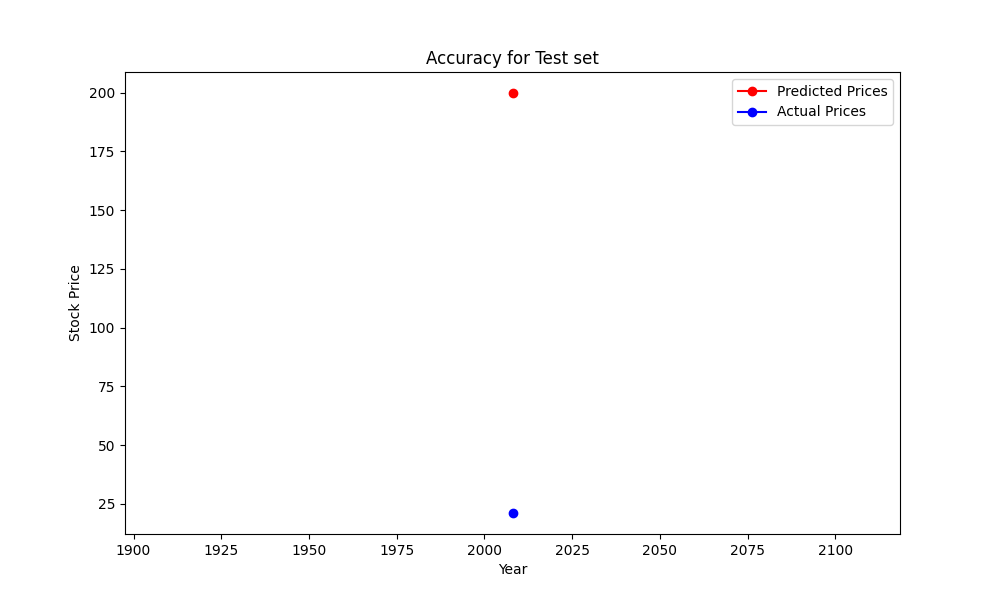 Accuracy for Test set
Predicted Prices
Actual Prices
200
175
150
125
100
75
50
25
Stock Price
1900 1925 1950 1975 2000 2025 2050 2075 2100
Year